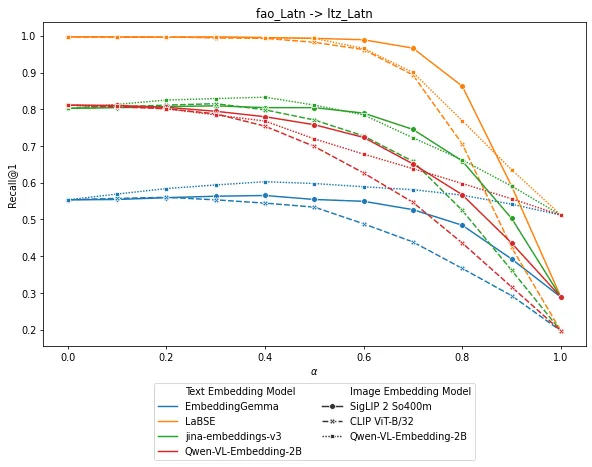 fao_Latn -> ltz_Latn
Recall@1
1.0
0.9
0.8
0.7
0.6
0.5
0.4
0.3
0.2
0.0 0.2 0.4 0.6 0.8 1.0
α
Text Embedding Model Image Embedding Model
EmbeddingGemma SigLIP 2 So400m
LaBSE CLIP ViT-B/32
jina-embeddings-v3 Qwen-VL-Embedding-2B
Qwen-VL-Embedding-2B